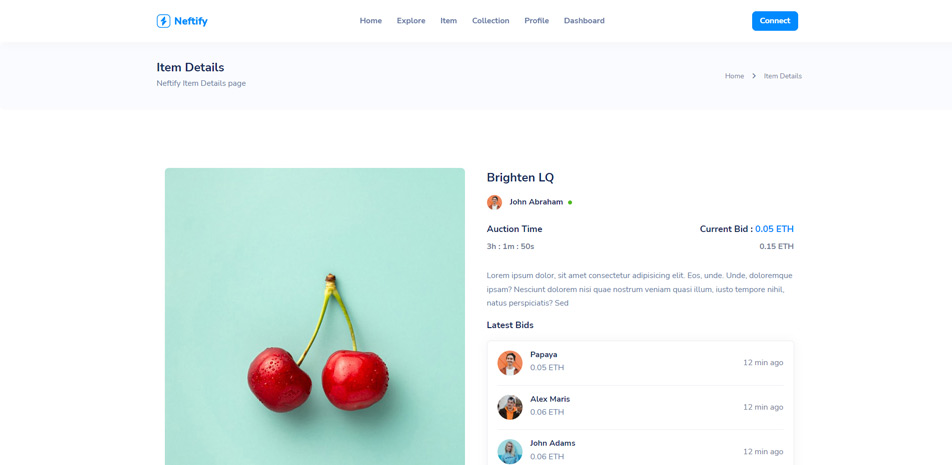 Neftify
Home Explore Item Collection Profile Dashboard
Connect
Item Details
Neftify Item Details page
Home Item Details
Brighten LQ
John Abraham
Auction Time
Current Bid : 0.05 ETH
3h : 1m : 50s
0.15 ETH
Lorem ipsum dolor, sit amet consectetur adipisicing elit. Eos, unde. Unde, doloremque
ipsam? Nesciunt dolorem nisi quae nostrum veniam quasi illum, iusto tempore nihil,
natus perspiciatis? Sed
Latest Bids
Papaya
0.05 ETH
12 min ago
Alex Maris
0.06 ETH
12 min ago
John Adams
0.06 ETH
12 min ago